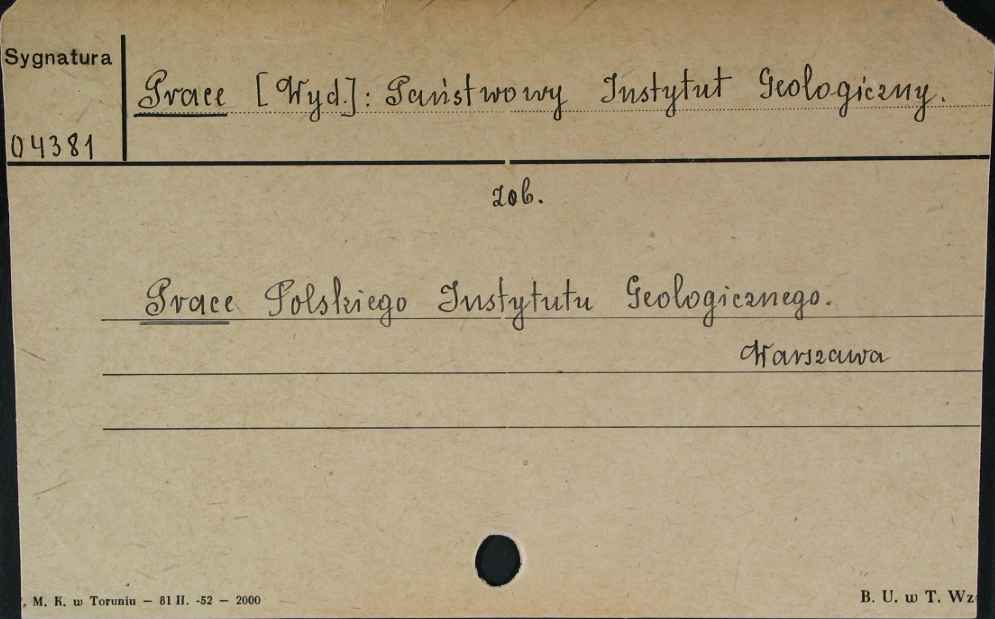 Sygnatura
Prace [Wyd.]: Państwowy Instytut Geologiczny.
04381
zob.
Prace Polskiego Instytutu Geologicznego.
Warszawa
M. K. w Toruniu — 81 II. -52 — 2000
B. U. w T. Wz